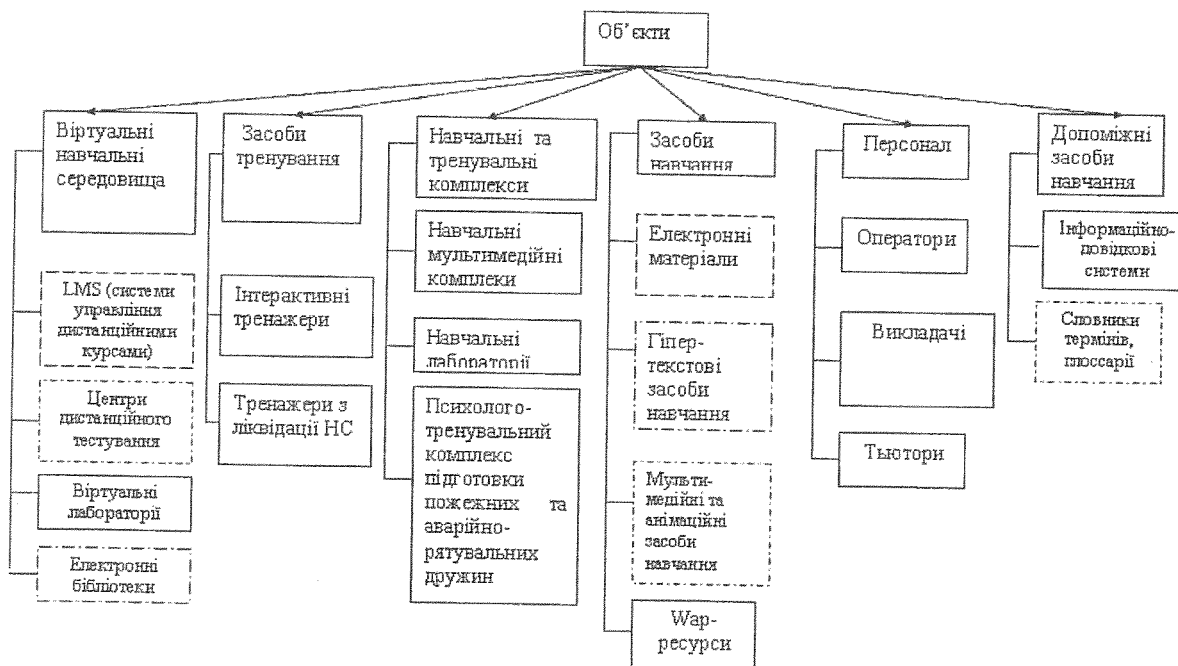 Об’єкти
Віртуальні
навчальні
середовища
LMS (системи
управління
дистанційними
курсами)
Центри
дистанційного
тестування
Віртуальні
лабораторії
Електронні
бібліотеки
Засоби
тренування
Інтерактивні
тренажери
Тренажери з
ліквідації НС
Навчальні та
тренувальні
комплекси
Навчальні
мультимедійні
комплеки
Навчальні
лабораторії
Психолого-
тренувальний
комплекс
підготовки
пожежних та
аварійно-
рятувальних
дружин
Засоби
навчання
Електронні
матеріали
Гіпер-
текстові
засоби
навчання
Мульти-
медійні та
анімаційні
засоби
навчання
Wap-
ресурси
Персонал
Оператори
Викладачі
Тьютори
Допоміжні
засоби
навчання
Інформаційно-
довідкові
системи
Словники
термінів,
глоссарії